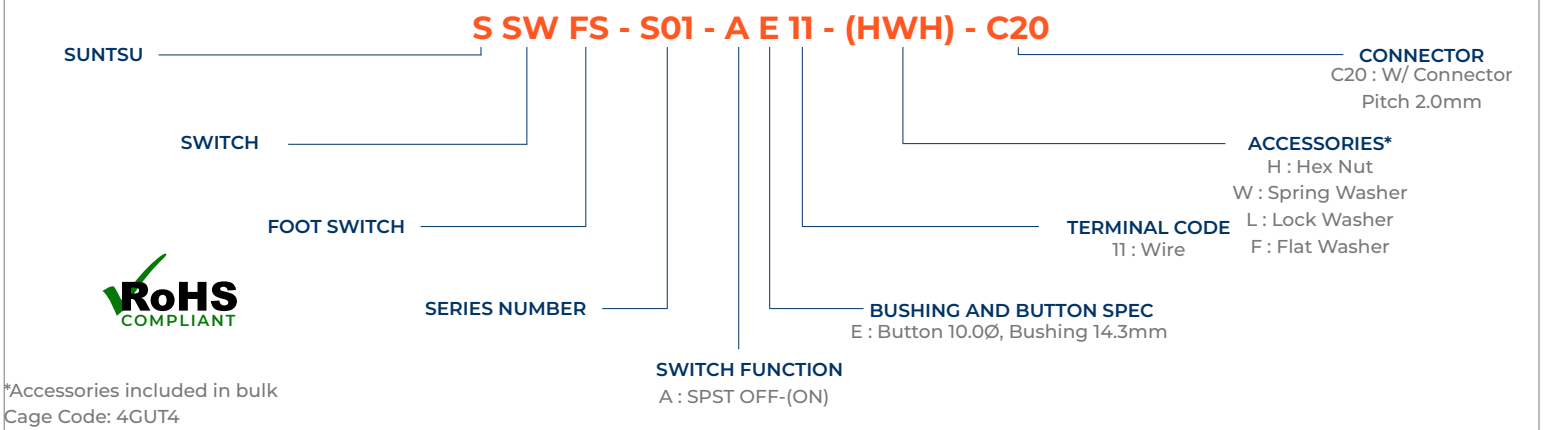 S SW FS - S01 - A E 11 - (HWH) - C20
SUNTSU
CONNECTOR
C20 : W/ Connector
Pitch 2.0mm
SWITCH
ACCESSORIES*
H : Hex Nut
W : Spring Washer
L : Lock Washer
F : Flat Washer
FOOT SWITCH
TERMINAL CODE
11 : Wire
RoHS
COMPLIANT
SERIES NUMBER
BUSHING AND BUTTON SPEC
E : Button 10.0Ø, Bushing 14.3mm
SWITCH FUNCTION
A : SPST OFF-(ON)
*Accessories included in bulk
Cage Code: 4GUT4